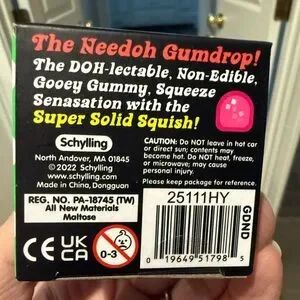 The Needoh Gumdrop!
The DOH-lectable, Non-Edible,
Gooey Gummy, Squeeze
Senasation with the
Super Solid Squish!
Schylling
North Andover, MA 01845
©2022 Schylling
www.schylling.com
Made in China, Dongguan
CAUTION: Do NOT leave in hot car
or direct sun; contents may
become hot. Do NOT heat, freeze,
or microwave; may cause
personal injury.
Please keep package for reference.
REG. NO. PA-18745 (TW)
All New Materials
Maltose
CE
UK
CA
0-3
25111HY
GDND
0 19649 51798 5